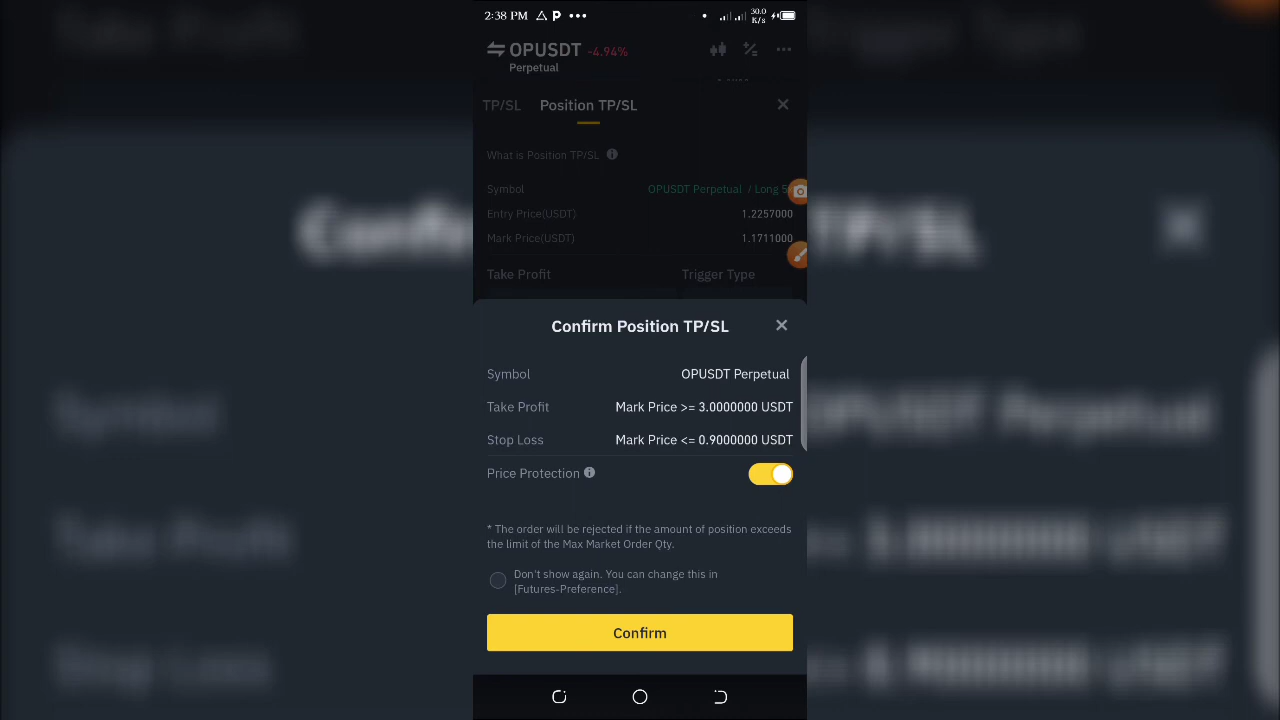 2:38 PM
30.0
K/s
OPUSDT -4.94%
Perpetual
TP/SL Position TP/SL
What is Position TP/SL
Symbol OPUSDT Perpetual / Long 5
Entry Price(USDT) 1.2257000
Mark Price(USDT) 1.1711000
Take Profit Trigger Type
Confirm Position TP/SL
Symbol OPUSDT Perpetual
Take Profit Mark Price >= 3.0000000 USDT
Stop Loss Mark Price <= 0.9000000 USDT
Price Protection
* The order will be rejected if the amount of position exceeds
the limit of the Max Market Order Qty.
Don't show again. You can change this in
[Futures-Preference].
Confirm